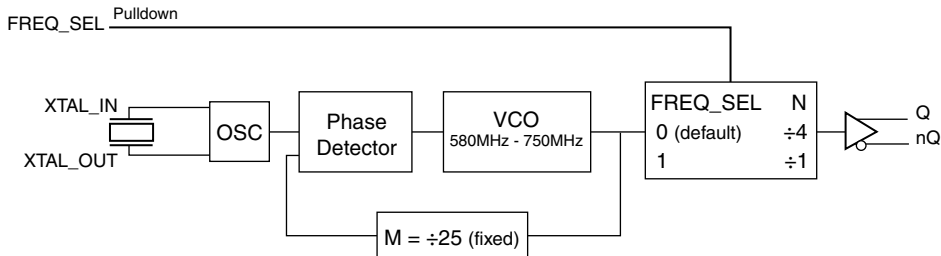 FREQ_SEL Pulldown
XTAL_IN
XTAL_OUT
OSC
Phase
Detector
VCO
580MHz - 750MHz
FREQ_SEL N
0 (default) ÷4
1 ÷1
Q
nQ
M = ÷25 (fixed)